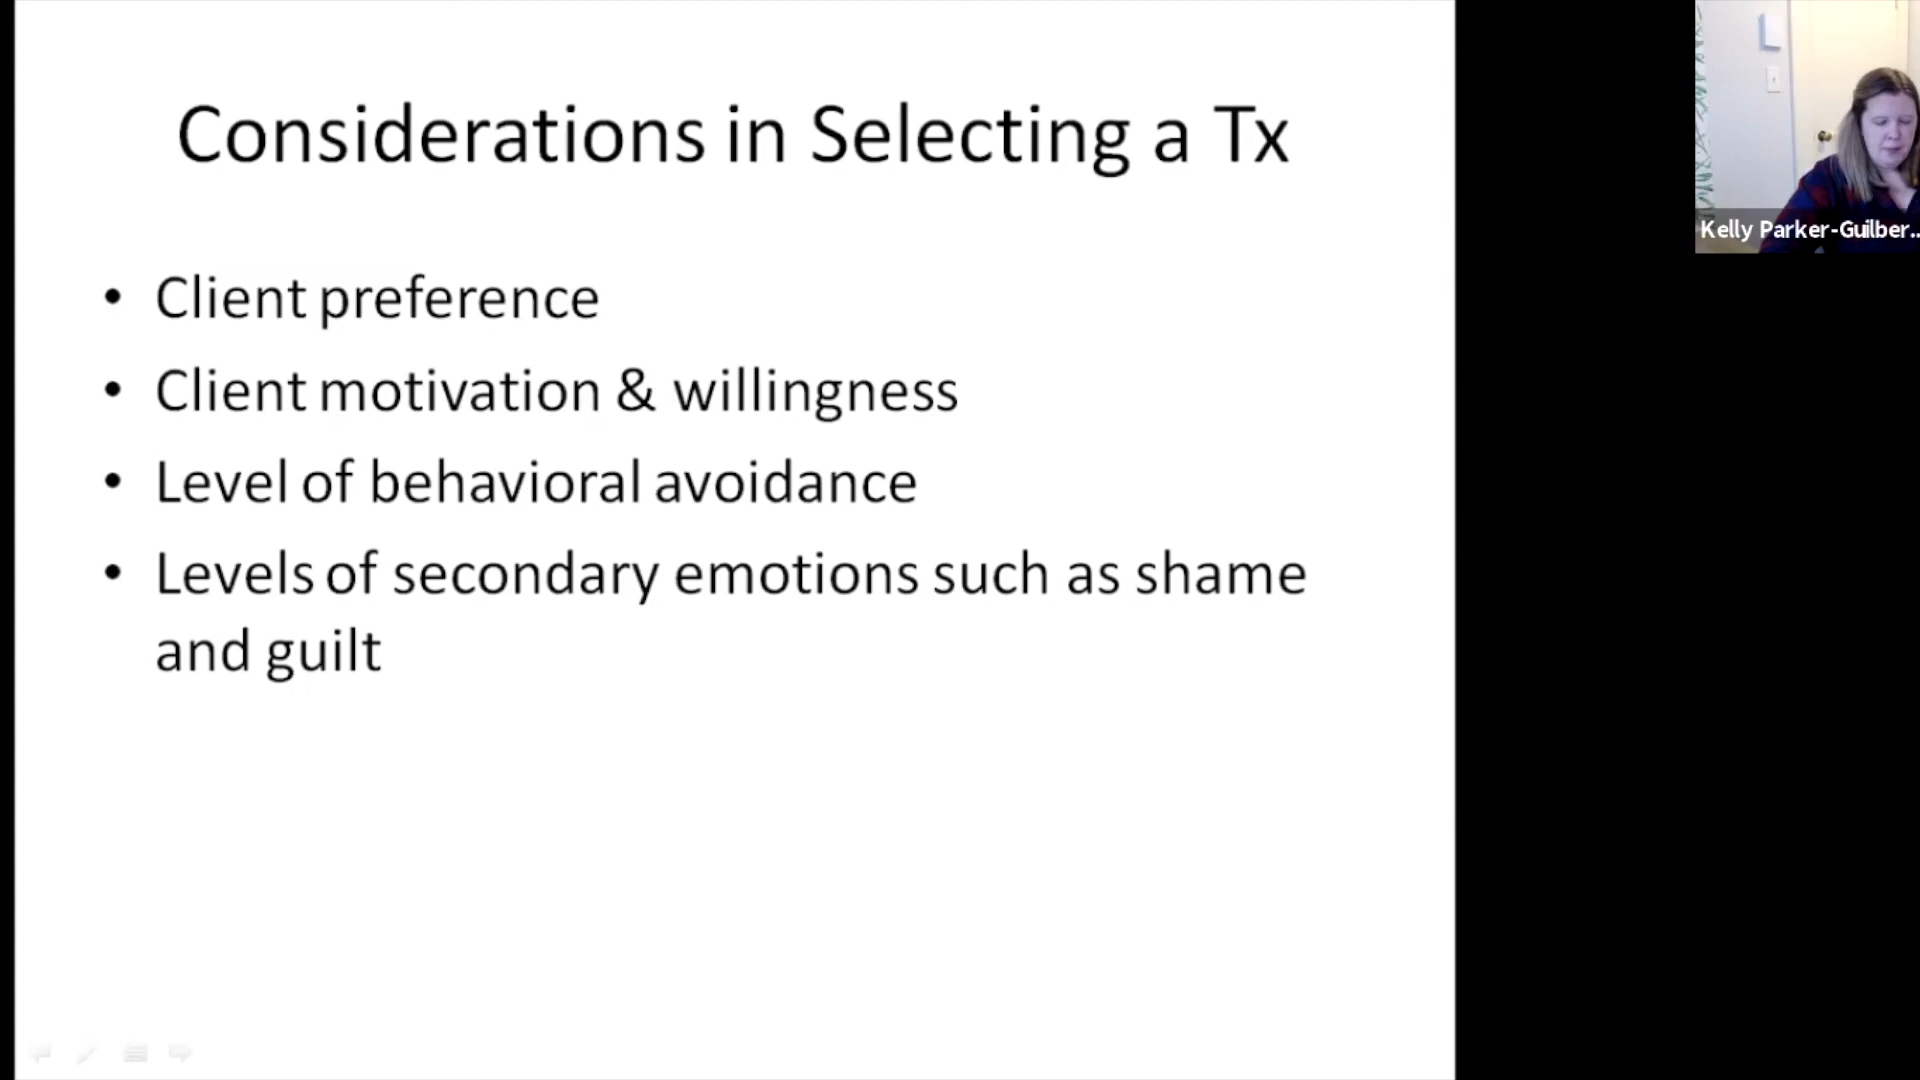 Considerations in Selecting a Tx
• Client preference
• Client motivation & willingness
• Level of behavioral avoidance
• Levels of secondary emotions such as shame
and guilt
Kelly Parker-Guilber...